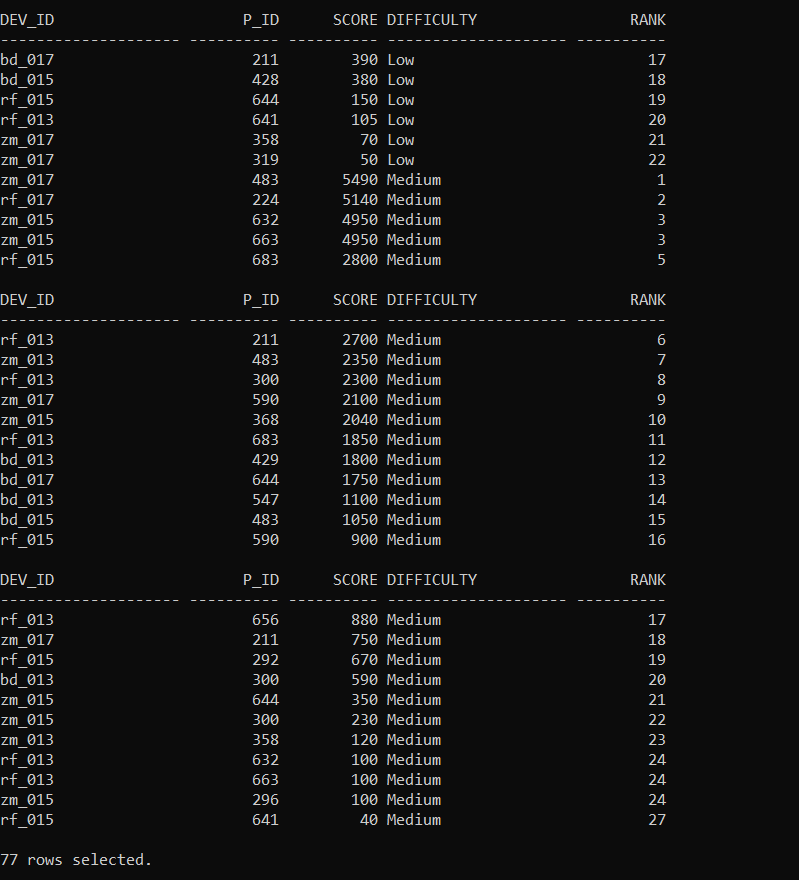 DEV_ID                     P_ID      SCORE DIFFICULTY                 RANK
-------------------- ---------- ---------- -------------------- ----------
bd_017                      211        390 Low                          17
bd_015                      428        380 Low                          18
rf_015                      644        150 Low                          19
rf_013                      641        105 Low                          20
zm_017                      358         70 Low                          21
zm_017                      319         50 Low                          22
zm_017                      483       5490 Medium                        1
rf_017                      224       5140 Medium                        2
zm_015                      632       4950 Medium                        3
zm_015                      663       4950 Medium                        3
rf_015                      683       2800 Medium                        5

DEV_ID                     P_ID      SCORE DIFFICULTY                 RANK
-------------------- ---------- ---------- -------------------- ----------
rf_013                      211       2700 Medium                        6
zm_013                      483       2350 Medium                        7
rf_013                      300       2300 Medium                        8
zm_017                      590       2100 Medium                        9
zm_015                      368       2040 Medium                       10
rf_013                      683       1850 Medium                       11
bd_013                      429       1800 Medium                       12
bd_017                      644       1750 Medium                       13
bd_013                      547       1100 Medium                       14
bd_015                      483       1050 Medium                       15
rf_015                      590        900 Medium                       16

DEV_ID                     P_ID      SCORE DIFFICULTY                 RANK
-------------------- ---------- ---------- -------------------- ----------
rf_013                      656        880 Medium                       17
zm_017                      211        750 Medium                       18
rf_015                      292        670 Medium                       19
bd_013                      300        590 Medium                       20
zm_015                      644        350 Medium                       21
zm_015                      300        230 Medium                       22
zm_013                      358        120 Medium                       23
rf_013                      632        100 Medium                       24
rf_013                      663        100 Medium                       24
zm_015                      296        100 Medium                       24
rf_015                      641         40 Medium                       27

77 rows selected.